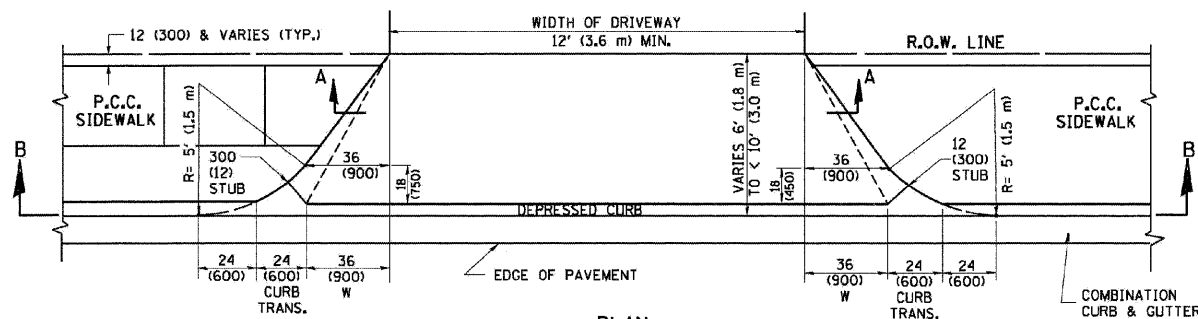 WIDTH OF DRIVEWAY
12' (3.6 m) MIN.
12 (300) & VARIES (TYP.)
R.O.W. LINE
A
A
P.C.C.
SIDEWALK
P.C.C.
SIDEWALK
R= 5' (1.5 m)
VARIES 6' (1.8 m)
TO < 10' (3.0 m)
R= 5' (1.5 m)
B
B
300
(12)
STUB
36
(900)
18
(750)
36
(900)
18
(450)
12
(300)
STUB
DEPRESSED CURB
24
(600)
24
(600)
CURB
TRANS.
36
(900)
W
EDGE OF PAVEMENT
36
(900)
W
24
(600)
CURB
TRANS.
24
(600)
COMBINATION
CURB & GUTTER
PLAN